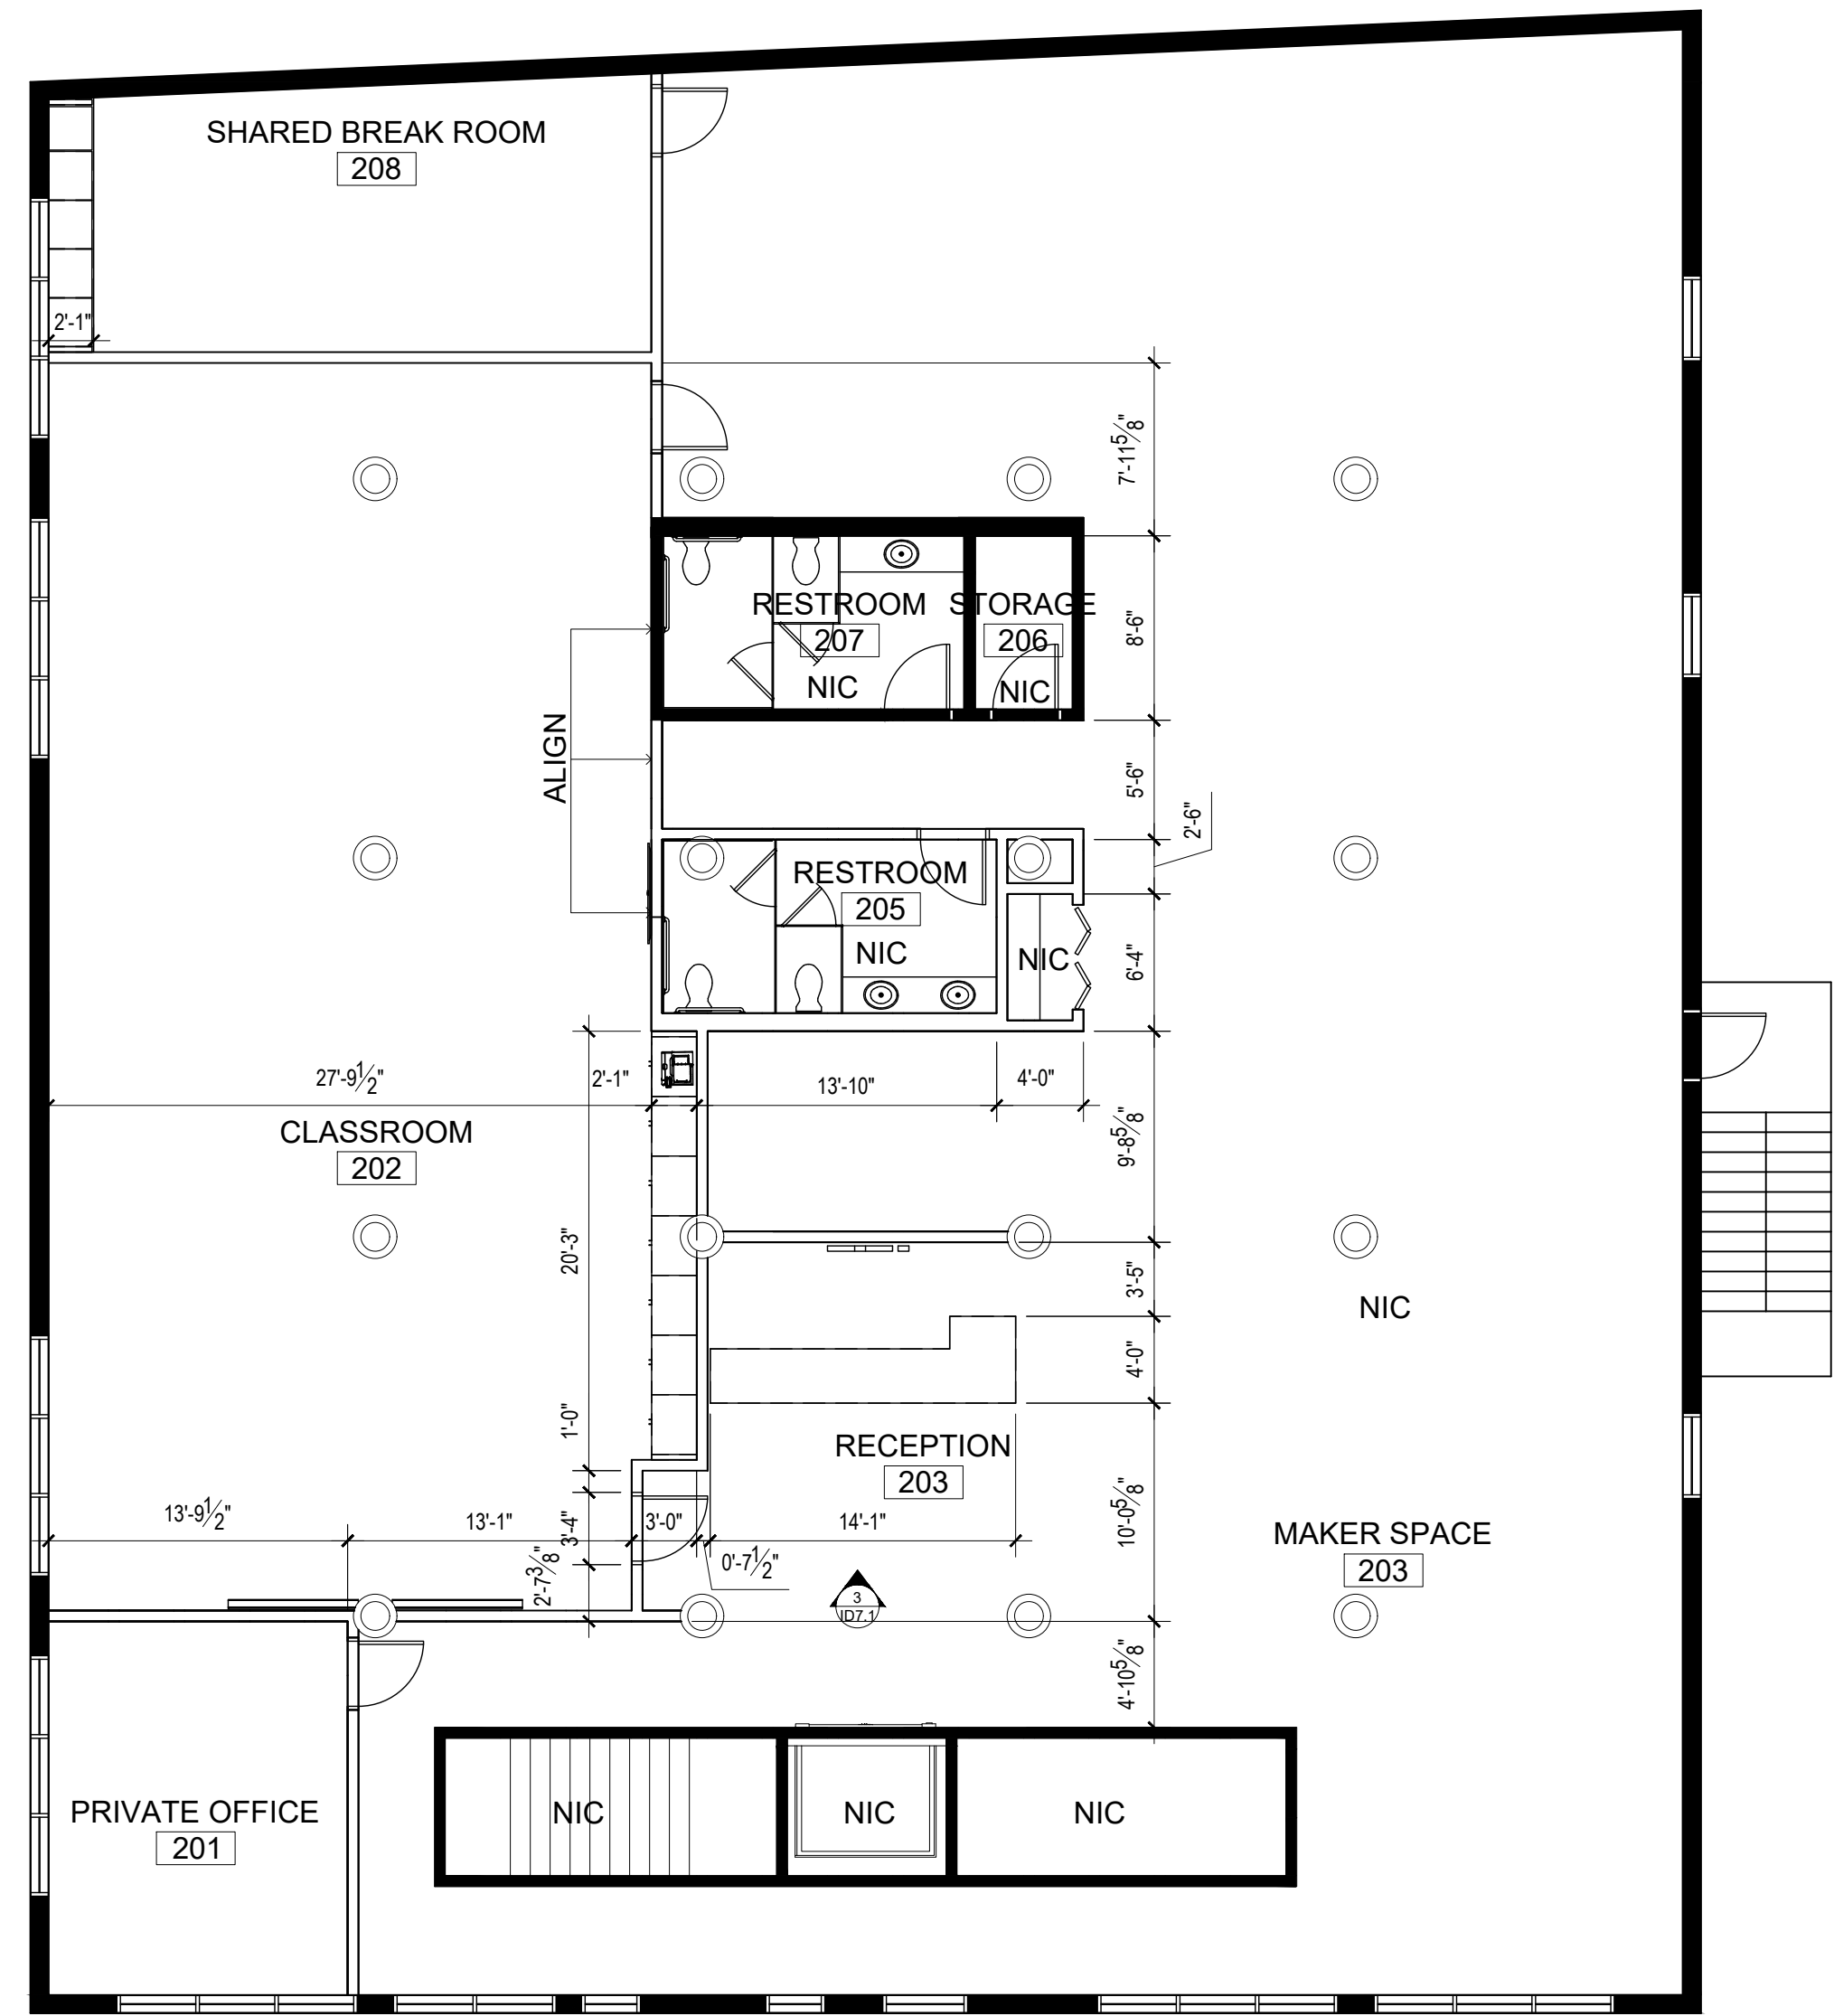 SHARED BREAK ROOM
208
2'-1"
7'-11 5/8"
RESTROOM
207
NIC
STORAGE
206
NIC
8'-6"
ALIGN
5'-6"
2'-6"
RESTROOM
205
NIC
NIC
6'-4"
27'-9 1/2"
2'-1"
13'-10"
4'-0"
CLASSROOM
202
9'-8 5/8"
20'-3"
3'-5"
NIC
4'-0"
1'-0"
RECEPTION
203
13'-9 1/2"
13'-1"
3'-4"
3'-0"
14'-1"
10'-0 5/8"
MAKER SPACE
203
2'-7 3/8"
0'-7 1/2"
3
ID7.1
4'-10 5/8"
PRIVATE OFFICE
201
NIC
NIC
NIC